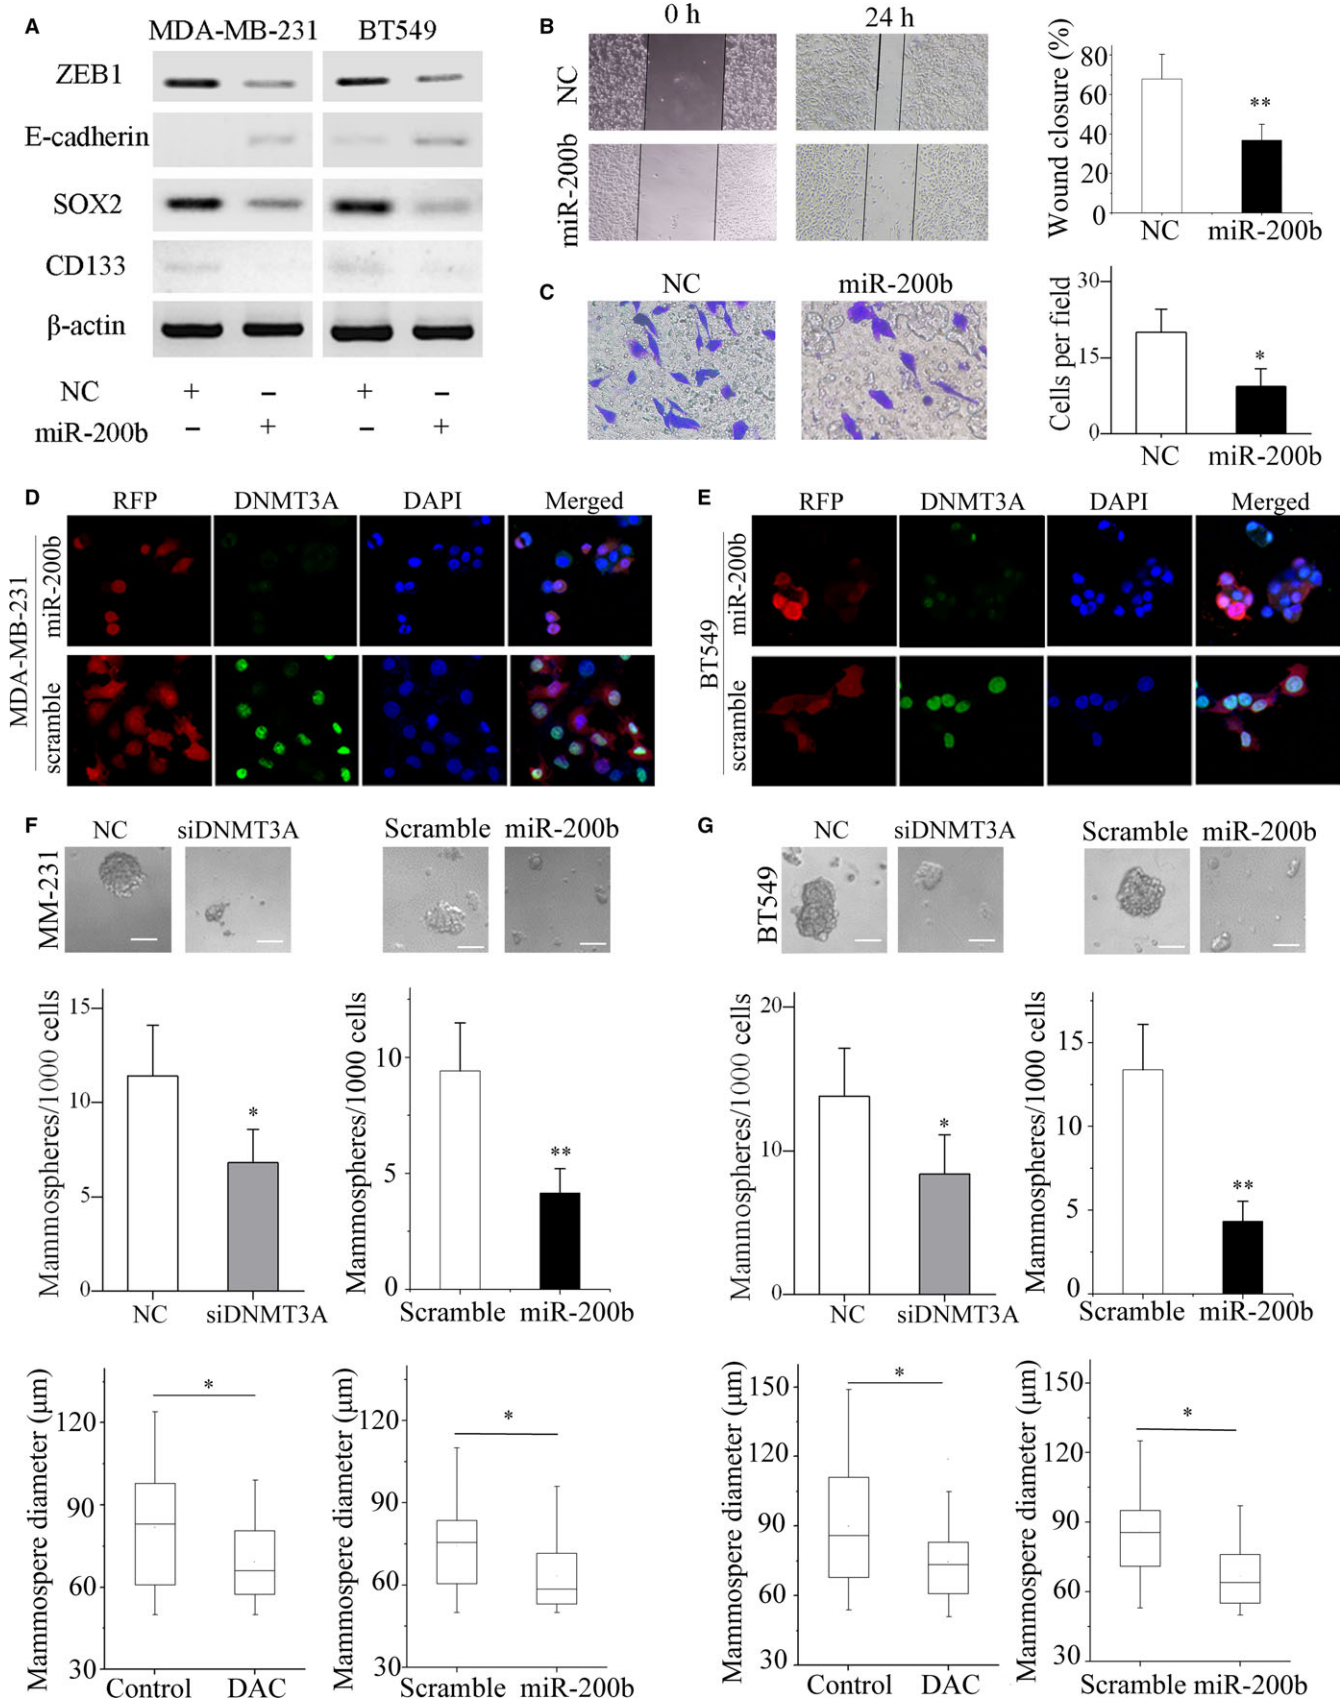 A
MDA-MB-231 BT549
ZEB1
E-cadherin
SOX2
CD133
β-actin
NC + − + −
miR-200b − + − +
B
0 h 24 h
NC
miR-200b
Wound closure (%)
80
60
40
20
0
**
NC miR-200b
C
NC miR-200b
Cells per field
30
15
0
*
NC miR-200b
D
RFP DNMT3A DAPI Merged
MDA-MB-231
miR-200b
scramble
E
RFP DNMT3A DAPI Merged
BT549
miR-200b
scramble
F
NC siDNMT3A Scramble miR-200b
MM-231
Mammospheres/1000 cells
15
10
5
0
*
NC siDNMT3A
Mammospheres/1000 cells
10
5
0
**
Scramble miR-200b
Mammospere diameter (μm)
120
90
60
30
*
Control DAC
Mammospere diameter (μm)
120
90
60
30
*
Scramble miR-200b
G
NC siDNMT3A Scramble miR-200b
BT549
Mammospheres/1000 cells
20
10
0
*
NC siDNMT3A
Mammospheres/1000 cells
15
10
5
0
**
Scramble miR-200b
Mammospere diameter (μm)
150
120
90
60
30
*
Control DAC
Mammospere diameter (μm)
150
120
90
60
30
*
Scramble miR-200b